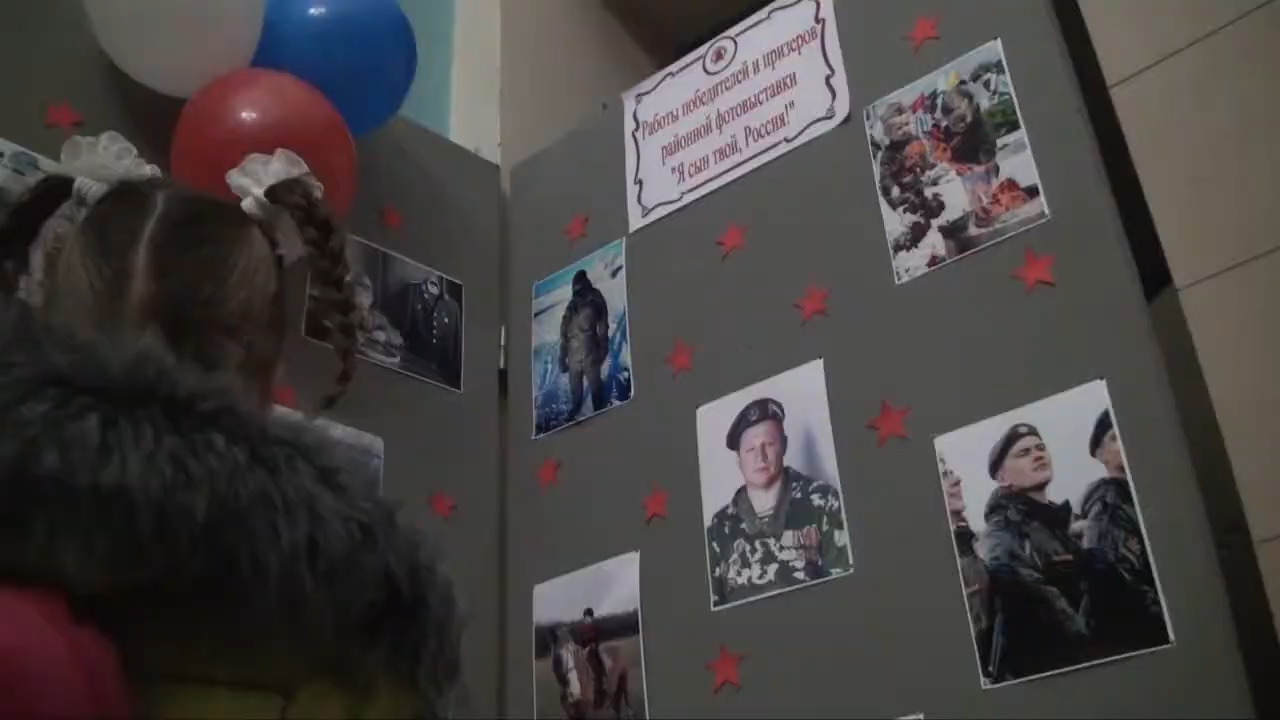 Работы победителей и призеров
районной фотовыставки
"Я сын твой, Россия!"